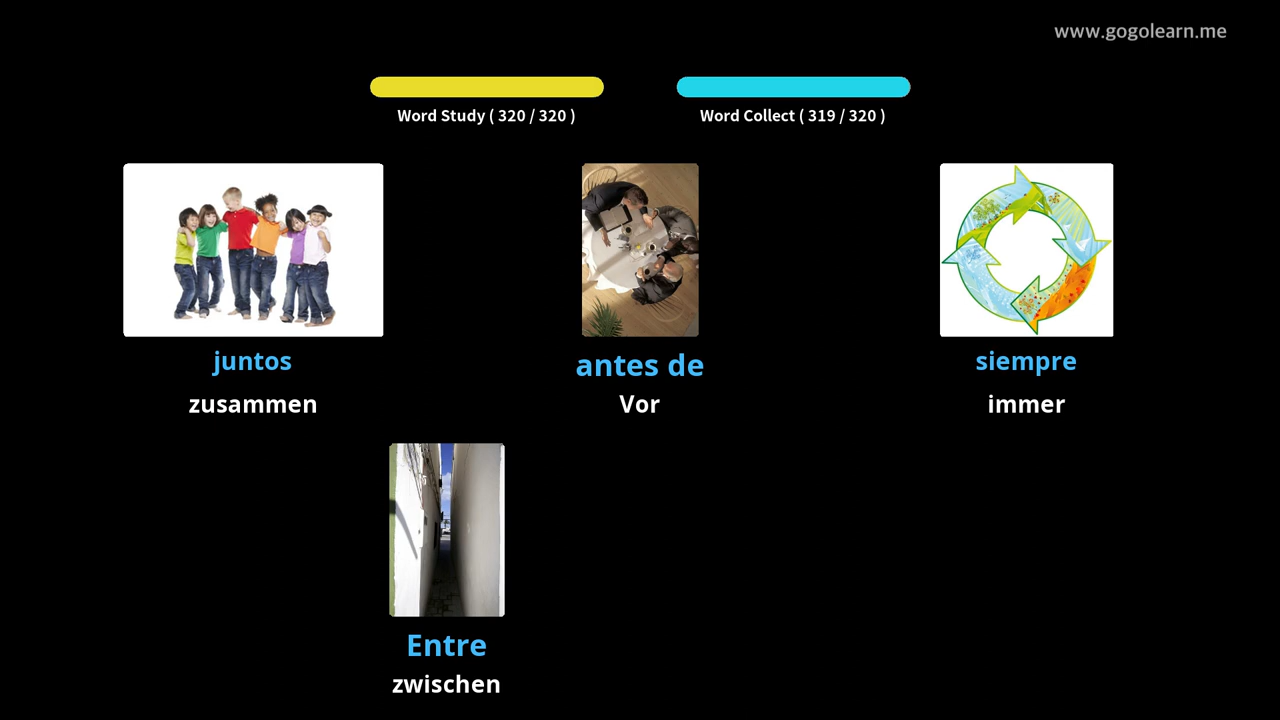 www.gogolearn.me
Word Study ( 320 / 320 )
Word Collect ( 319 / 320 )
juntos
zusammen
antes de
Vor
siempre
immer
Entre
zwischen